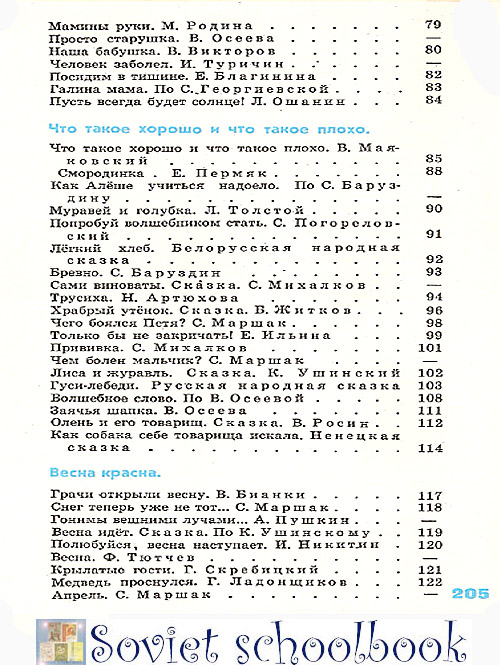 Мамины руки. М. Родина . . . . . . 79
Просто старушка. В. Осеева . . . . . —
Наша бабушка. В. Викторов . . . . . 80
Человек заболел. И. Туричин . . . . . —
Посидим в тишине. Е. Благинина . . . . 82
Галина мама. По С. Георгиевской . . . . 83
Пусть всегда будет солнце! Л. Ошанин . . . 84
Что такое хорошо и что такое плохо.
Что такое хорошо и что такое плохо. В. Мая-
ковский . . . . . . . . . . 85
Смородинка. Е. Пермяк . . . . . . 88
Как Алёше учиться надоело. По С. Баруз-
дину . . . . . . . . . . . —
Муравей и голубка. Л. Толстой . . . . . 90
Попробуй волшебником стать. С. Погорелов-
ский . . . . . . . . . . . 91
Лёгкий хлеб. Белорусская народная
сказка . . . . . . . . . . 92
Бревно. С. Баруздин . . . . . . . 93
Сами виноваты. Сказка. С. Михалков . . —
Трусиха. Н. Артюхова . . . . . . 94
Храбрый утёнок. Сказка. Б. Житков . . . 96
Чего боялся Петя? С. Маршак . . . . . 98
Только бы не закричать! Е. Ильина . . . 99
Прививка. С. Михалков . . . . . . 101
Чем болен мальчик? С. Маршак . . . . —
Лиса и журавль. Сказка. К. Ушинский 102
Гуси-лебеди. Русская народная сказка 103
Волшебное слово. По В. Осеевой . . . . 108
Заячья шапка. В. Осеева . . . . . . 111
Олень и его товарищ. Сказка. В. Росин . . 112
Как собака себе товарища искала. Ненецкая
сказка . . . . . . . . . . 114
Весна красна.
Грачи открыли весну. В. Бианки . . . . . 117
Снег теперь уже не тот... С. Маршак . . . 118
Гонимы вешними лучами... А. Пушкин . . . —
Весна идёт. Сказка. По К. Ушинскому . . 119
Полюбуйся, весна наступает. И. Никитин . 120
Весна. Ф. Тютчев . . . . . . . . —
Крылатые гости. Г. Скребицкий . . . . 121
Медведь проснулся. Г. Ладонщиков . . . 122
Апрель. С. Маршак . . . . . . . — 205
Soviet schoolbook